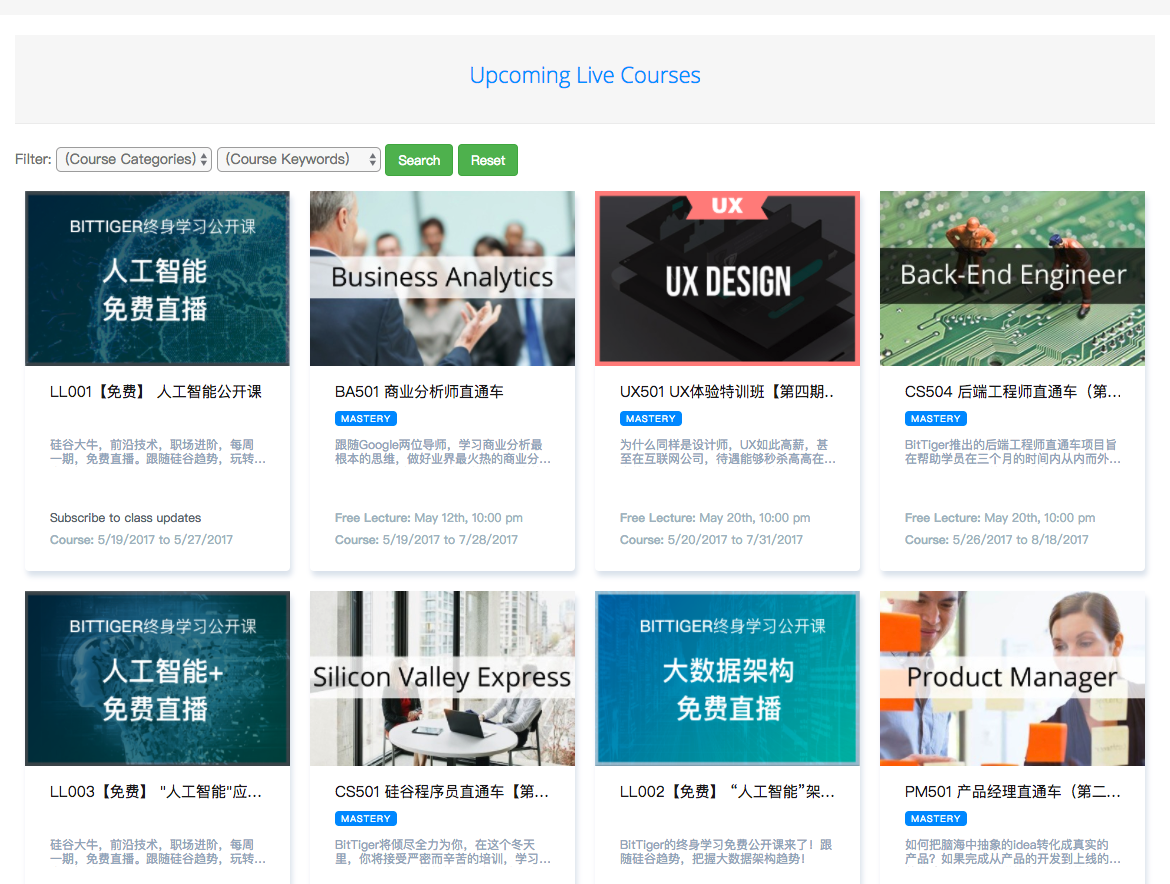 Upcoming Live Courses
Filter: (Course Categories) (Course Keywords) Search Reset
BITTIGER终身学习公开课
人工智能
免费直播
LL001【免费】 人工智能公开课
硅谷大牛，前沿技术，职场进阶，每周
一期，免费直播。跟随硅谷趋势，玩转...
Subscribe to class updates
Course: 5/19/2017 to 5/27/2017
Business Analytics
BA501 商业分析师直通车
MASTERY
跟随Google两位导师，学习商业分析最
根本的思维，做好业界最火热的商业分...
Free Lecture: May 12th, 10:00 pm
Course: 5/19/2017 to 7/28/2017
UX
UX DESIGN
UX501 UX体验特训班【第四期..
MASTERY
为什么同样是设计师，UX如此高薪，甚
至在互联网公司，待遇能够秒杀高高在...
Free Lecture: May 20th, 10:00 pm
Course: 5/20/2017 to 7/31/2017
Back-End Engineer
CS504 后端工程师直通车（第...
MASTERY
BitTiger推出的后端工程师直通车项目旨
在帮助学员在三个月的时间内从内而外...
Free Lecture: May 20th, 10:00 pm
Course: 5/26/2017 to 8/18/2017
BITTIGER终身学习公开课
人工智能+
免费直播
LL003【免费】 "人工智能"应...
硅谷大牛，前沿技术，职场进阶，每周
一期，免费直播。跟随硅谷趋势，玩转...
Silicon Valley Express
CS501 硅谷程序员直通车【第...
MASTERY
BitTiger将倾尽全力为你，在这个冬天
里，你将接受严密而辛苦的培训，学习...
BITTIGER终身学习公开课
大数据架构
免费直播
LL002【免费】 “人工智能”架...
BitTiger的终身学习免费公开课来了！跟
随硅谷趋势，把握大数据架构趋势！
Product Manager
PM501 产品经理直通车（第二...
MASTERY
如何把脑海中抽象的idea转化成真实的
产品？如果完成从产品的开发到上线的...